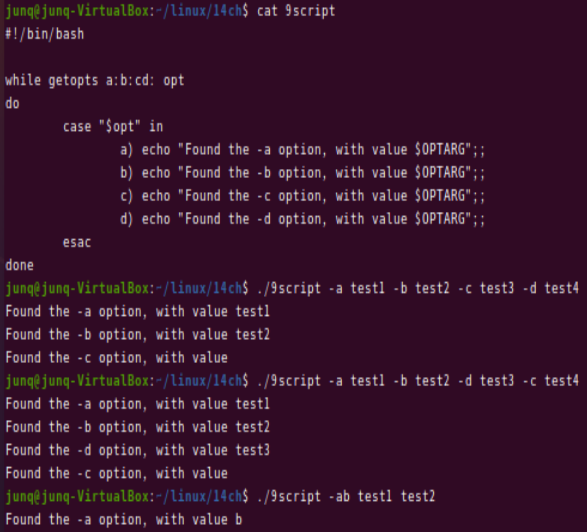 junq@junq-VirtualBox:~/linux/14ch$ cat 9script
#!/bin/bash
while getopts a:b:cd: opt
do
case "$opt" in
a) echo "Found the -a option, with value $OPTARG";;
b) echo "Found the -b option, with value $OPTARG";;
c) echo "Found the -c option, with value $OPTARG";;
d) echo "Found the -d option, with value $OPTARG";;
esac
done
junq@junq-VirtualBox:~/linux/14ch$ ./9script -a test1 -b test2 -c test3 -d test4
Found the -a option, with value test1
Found the -b option, with value test2
Found the -c option, with value
junq@junq-VirtualBox:~/linux/14ch$ ./9script -a test1 -b test2 -d test3 -c test4
Found the -a option, with value test1
Found the -b option, with value test2
Found the -d option, with value test3
Found the -c option, with value
junq@junq-VirtualBox:~/linux/14ch$ ./9script -ab test1 test2
Found the -a option, with value b